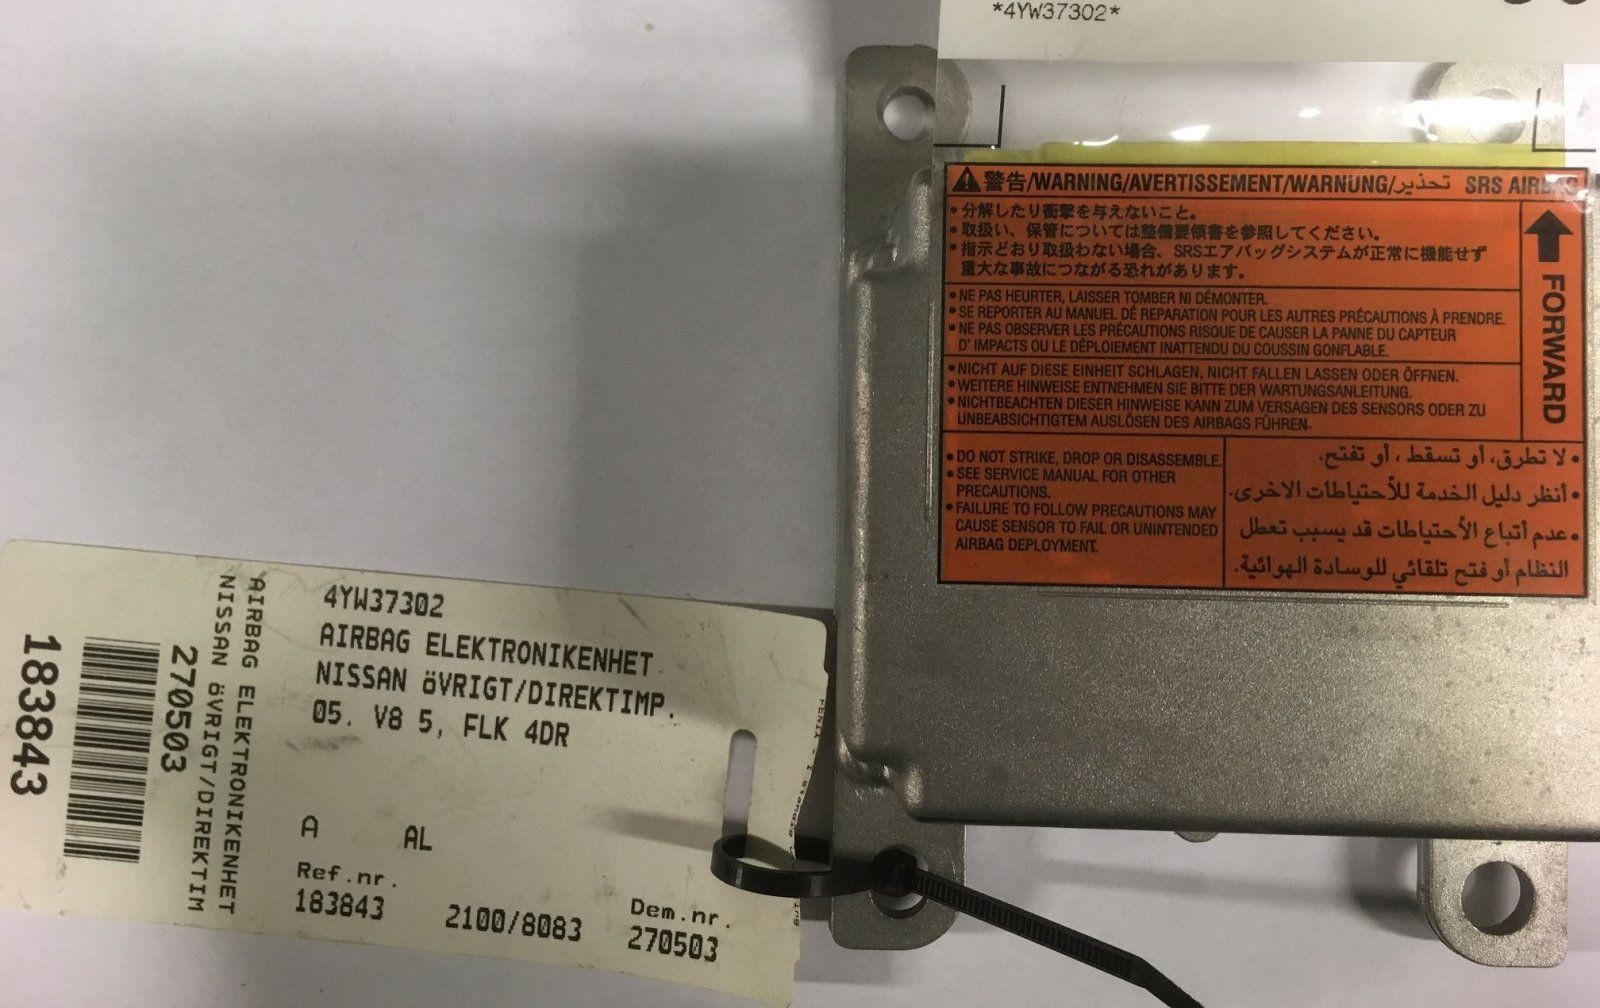 *4YW37302*
警告/WARNING/AVERTISSEMENT/WARNUNG/تحذير SRS AIRBAG
• 分解したり衝撃を与えないこと。
• 取扱い、保管については整備要領書を参照してください。
• 指示どおり取扱わない場合、SRSエアバッグシステムが正常に機能せず
重大な事故につながる恐れがあります。
• NE PAS HEURTER, LAISSER TOMBER NI DÉMONTER.
• SE REPORTER AU MANUEL DE REPARATION POUR LES AUTRES PRÉCAUTIONS À PRENDRE.
• NE PAS OBSERVER LES PRÉCAUTIONS RISQUE DE CAUSER LA PANNE DU CAPTEUR
D' IMPACTS OU LE DÉPLOIEMENT INATTENDU DU COUSSIN GONFLABLE.
• NICHT AUF DIESE EINHEIT SCHLAGEN, NICHT FALLEN LASSEN ODER ÖFFNEN.
• WEITERE HINWEISE ENTNEHMEN SIE BITTE DER WARTUNGSANLEITUNG.
• NICHTBEACHTEN DIESER HINWEISE KANN ZUM VERSAGEN DES SENSORS ODER ZU
UNBEABSICHTIGTEM AUSLÖSEN DES AIRBAGS FÜHREN.
FORWARD
• DO NOT STRIKE, DROP OR DISASSEMBLE.
• SEE SERVICE MANUAL FOR OTHER
PRECAUTIONS.
• FAILURE TO FOLLOW PRECAUTIONS MAY
CAUSE SENSOR TO FAIL OR UNINTENDED
AIRBAG DEPLOYMENT.
• لا تطرق، أو تسقط ، أو تفتح.
• أنظر دليل الخدمة للأحتياطات الاخرى.
• عدم أتباع الأحتياطات قد يسبب تعطل
النظام أو فتح تلقائي للوسادة الهوائية.
4YW37302
AIRBAG ELEKTRONIKENHET
NISSAN ÖVRIGT/DIREKTIMP.
05. V8 5, FLK 4DR
A AL
Ref.nr.
183843
2100/8083
Dem.nr.
270503
AIRBAG ELEKTRONIKENHET
NISSAN ÖVRIGT/DIREKTIM
270503
183843